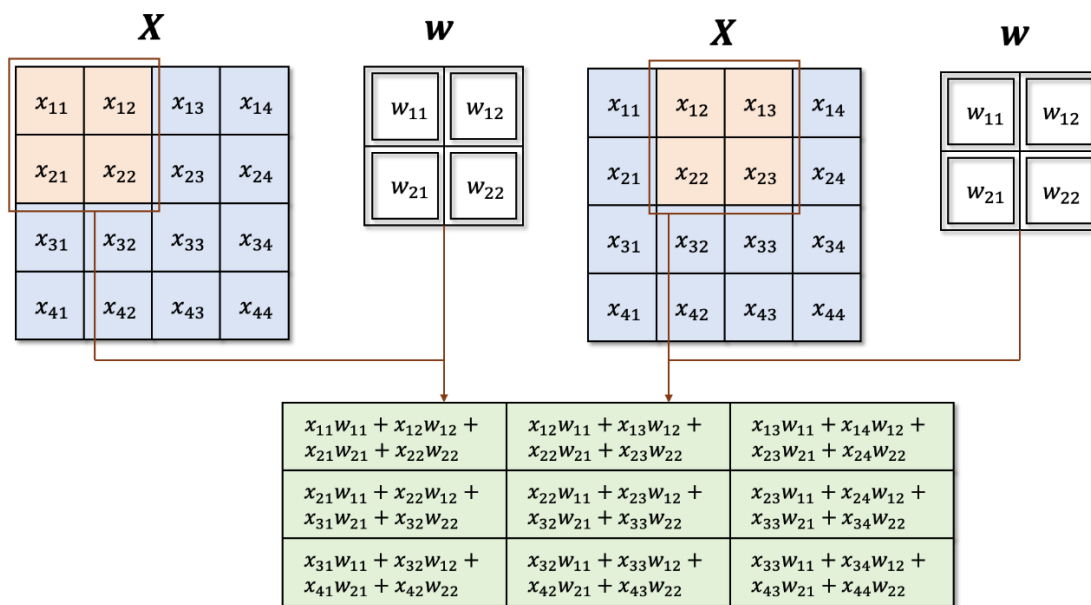 X w X w
x₁₁ x₁₂ x₁₃ x₁₄
x₂₁ x₂₂ x₂₃ x₂₄
x₃₁ x₃₂ x₃₃ x₃₄
x₄₁ x₄₂ x₄₃ x₄₄
w₁₁ w₁₂
w₂₁ w₂₂
x₁₁ x₁₂ x₁₃ x₁₄
x₂₁ x₂₂ x₂₃ x₂₄
x₃₁ x₃₂ x₃₃ x₃₄
x₄₁ x₄₂ x₄₃ x₄₄
w₁₁ w₁₂
w₂₁ w₂₂
x₁₁w₁₁ + x₁₂w₁₂ +
x₂₁w₂₁ + x₂₂w₂₂
x₁₂w₁₁ + x₁₃w₁₂ +
x₂₂w₂₁ + x₂₃w₂₂
x₁₃w₁₁ + x₁₄w₁₂ +
x₂₃w₂₁ + x₂₄w₂₂
x₂₁w₁₁ + x₂₂w₁₂ +
x₃₁w₂₁ + x₃₂w₂₂
x₂₂w₁₁ + x₂₃w₁₂ +
x₃₂w₂₁ + x₃₃w₂₂
x₂₃w₁₁ + x₂₄w₁₂ +
x₃₃w₂₁ + x₃₄w₂₂
x₃₁w₁₁ + x₃₂w₁₂ +
x₄₁w₂₁ + x₄₂w₂₂
x₃₂w₁₁ + x₃₃w₁₂ +
x₄₂w₂₁ + x₄₃w₂₂
x₃₃w₁₁ + x₃₄w₁₂ +
x₄₃w₂₁ + x₄₄w₂₂